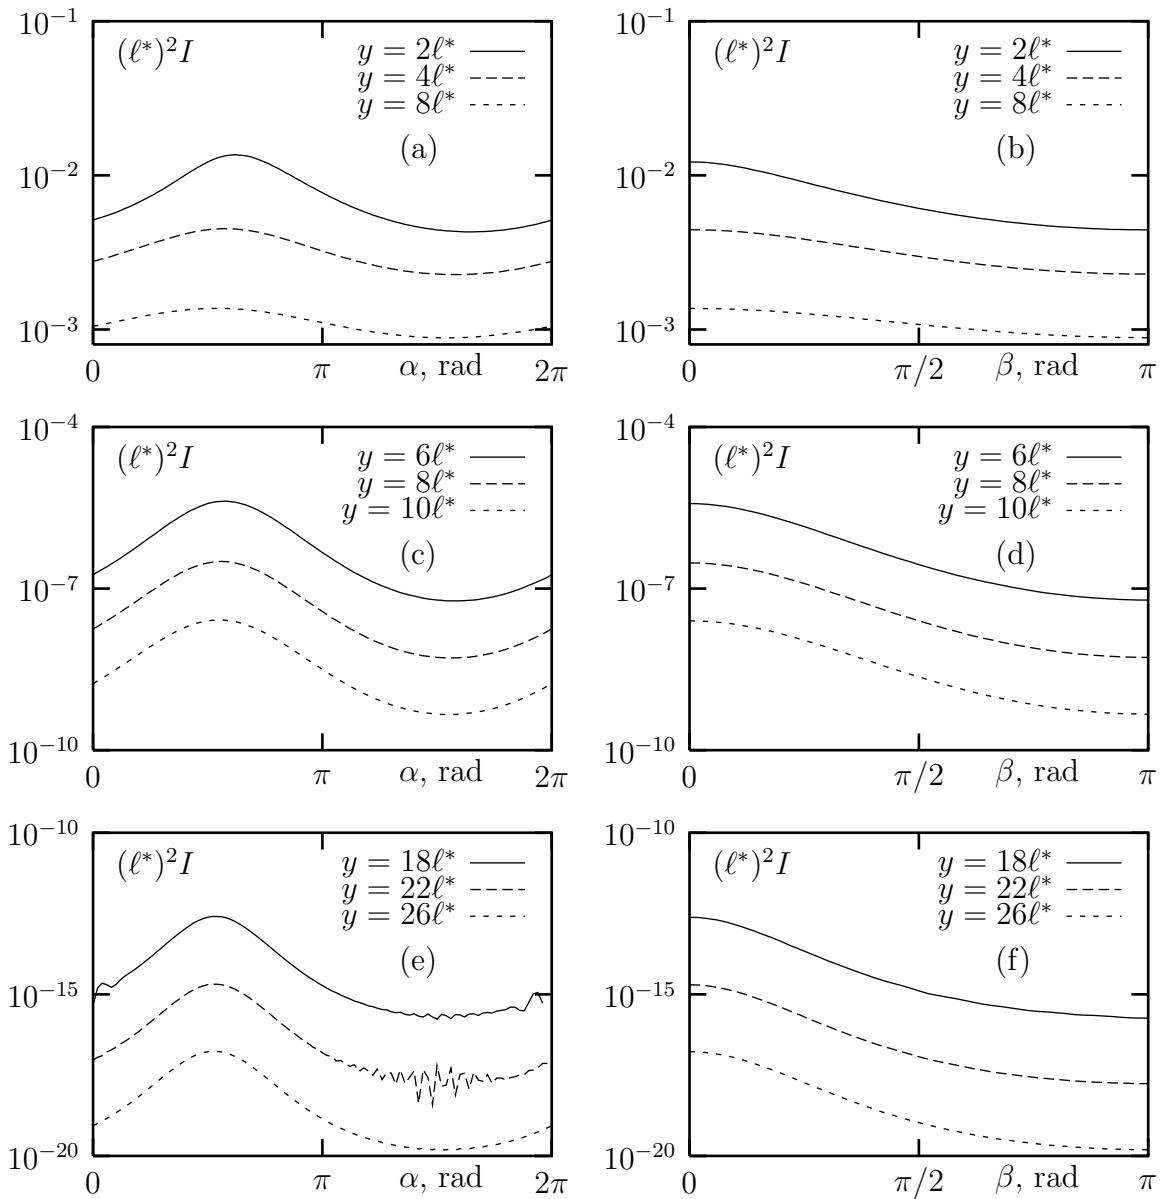 10⁻¹
(ℓ*)²I
y = 2ℓ*
y = 4ℓ*
y = 8ℓ*
(a)
10⁻²
10⁻³
0
π
α, rad
2π
10⁻¹
(ℓ*)²I
y = 2ℓ*
y = 4ℓ*
y = 8ℓ*
(b)
10⁻²
10⁻³
0
π/2
β, rad
π
10⁻⁴
(ℓ*)²I
y = 6ℓ*
y = 8ℓ*
y = 10ℓ*
(c)
10⁻⁷
10⁻¹⁰
0
π
α, rad
2π
10⁻⁴
(ℓ*)²I
y = 6ℓ*
y = 8ℓ*
y = 10ℓ*
(d)
10⁻⁷
10⁻¹⁰
0
π/2
β, rad
π
10⁻¹⁰
(ℓ*)²I
y = 18ℓ*
y = 22ℓ*
y = 26ℓ*
(e)
10⁻¹⁵
10⁻²⁰
0
π
α, rad
2π
10⁻¹⁰
(ℓ*)²I
y = 18ℓ*
y = 22ℓ*
y = 26ℓ*
(f)
10⁻¹⁵
10⁻²⁰
0
π/2
β, rad
π